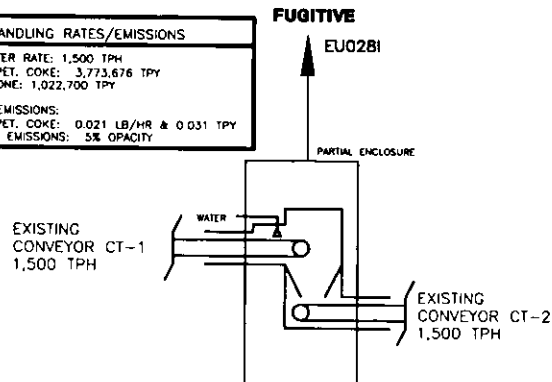 FUGITIVE
EU028I
ANDLING RATES/EMISSIONS
ER RATE: 1,500 TPH
PET. COKE: 3,773,676 TPY
ONE: 1,022,700 TPY
EMISSIONS:
PET. COKE: 0.021 LB/HR & 0.031 TPY
EMISSIONS: 5% OPACITY
PARTIAL ENCLOSURE
WATER
EXISTING
CONVEYOR CT-1
1,500 TPH
EXISTING
CONVEYOR CT-2
1,500 TPH